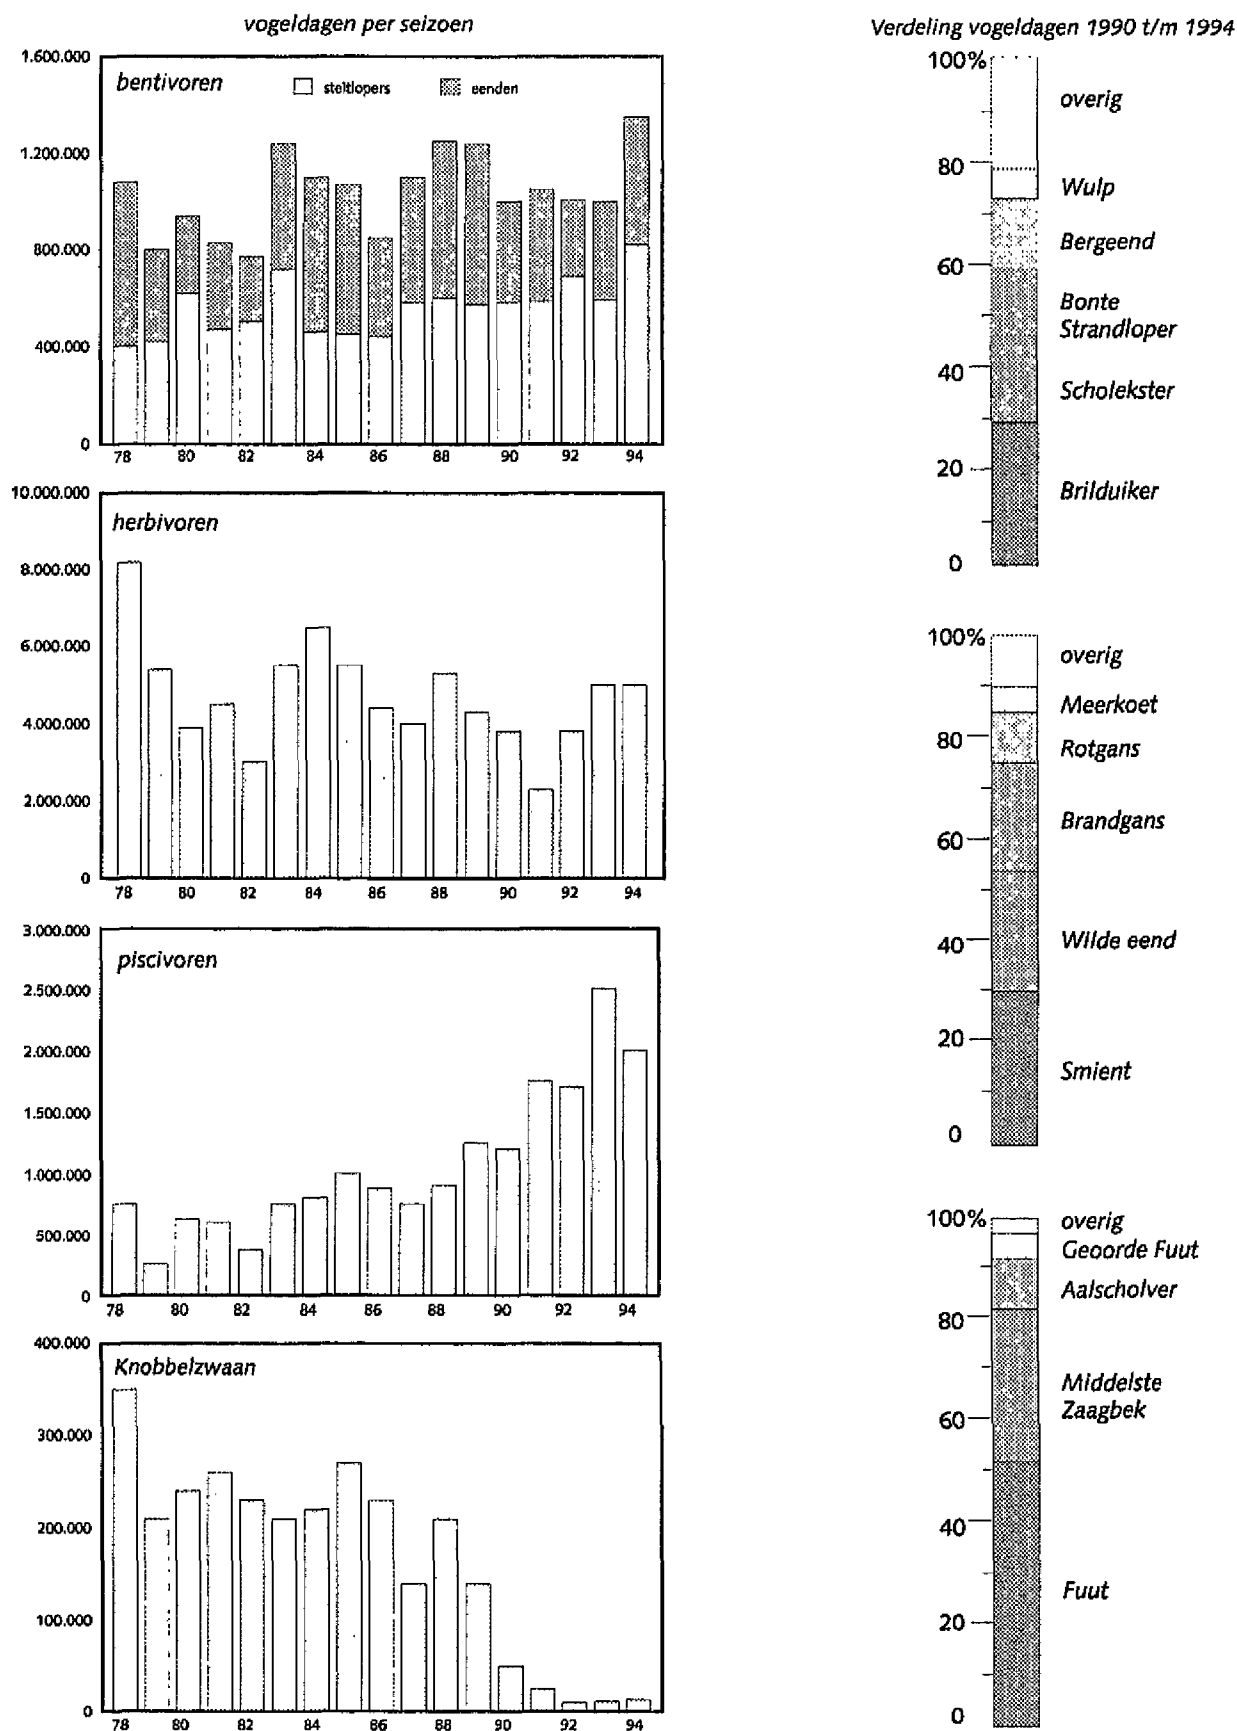 vogeldagen per seizoen
1.600.000
bentivoren
steltlopers
eenden
1.200.000
800.000
400.000
0
78 80 82 84 86 88 90 92 94
10.000.000
herbivoren
8.000.000
6.000.000
4.000.000
2.000.000
0
78 80 82 84 86 88 90 92 94
3.000.000
piscivoren
2.500.000
2.000.000
1.500.000
1.000.000
500.000
0
78 80 82 84 86 88 90 92 94
400.000
Knobbelzwaan
300.000
200.000
100.000
0
78 80 82 84 86 88 90 92 94
Verdeling vogeldagen 1990 t/m 1994
100%
overig
80
Wulp
Bergeend
60
Bonte
Strandloper
40
Scholekster
20
Brilduiker
0
100%
overig
Meerkoet
80
Rotgans
Brandgans
60
40
Wilde eend
20
Smient
0
100%
overig
Geoorde Fuut
Aalscholver
80
Middelste
Zaagbek
60
40
Fuut
20
0